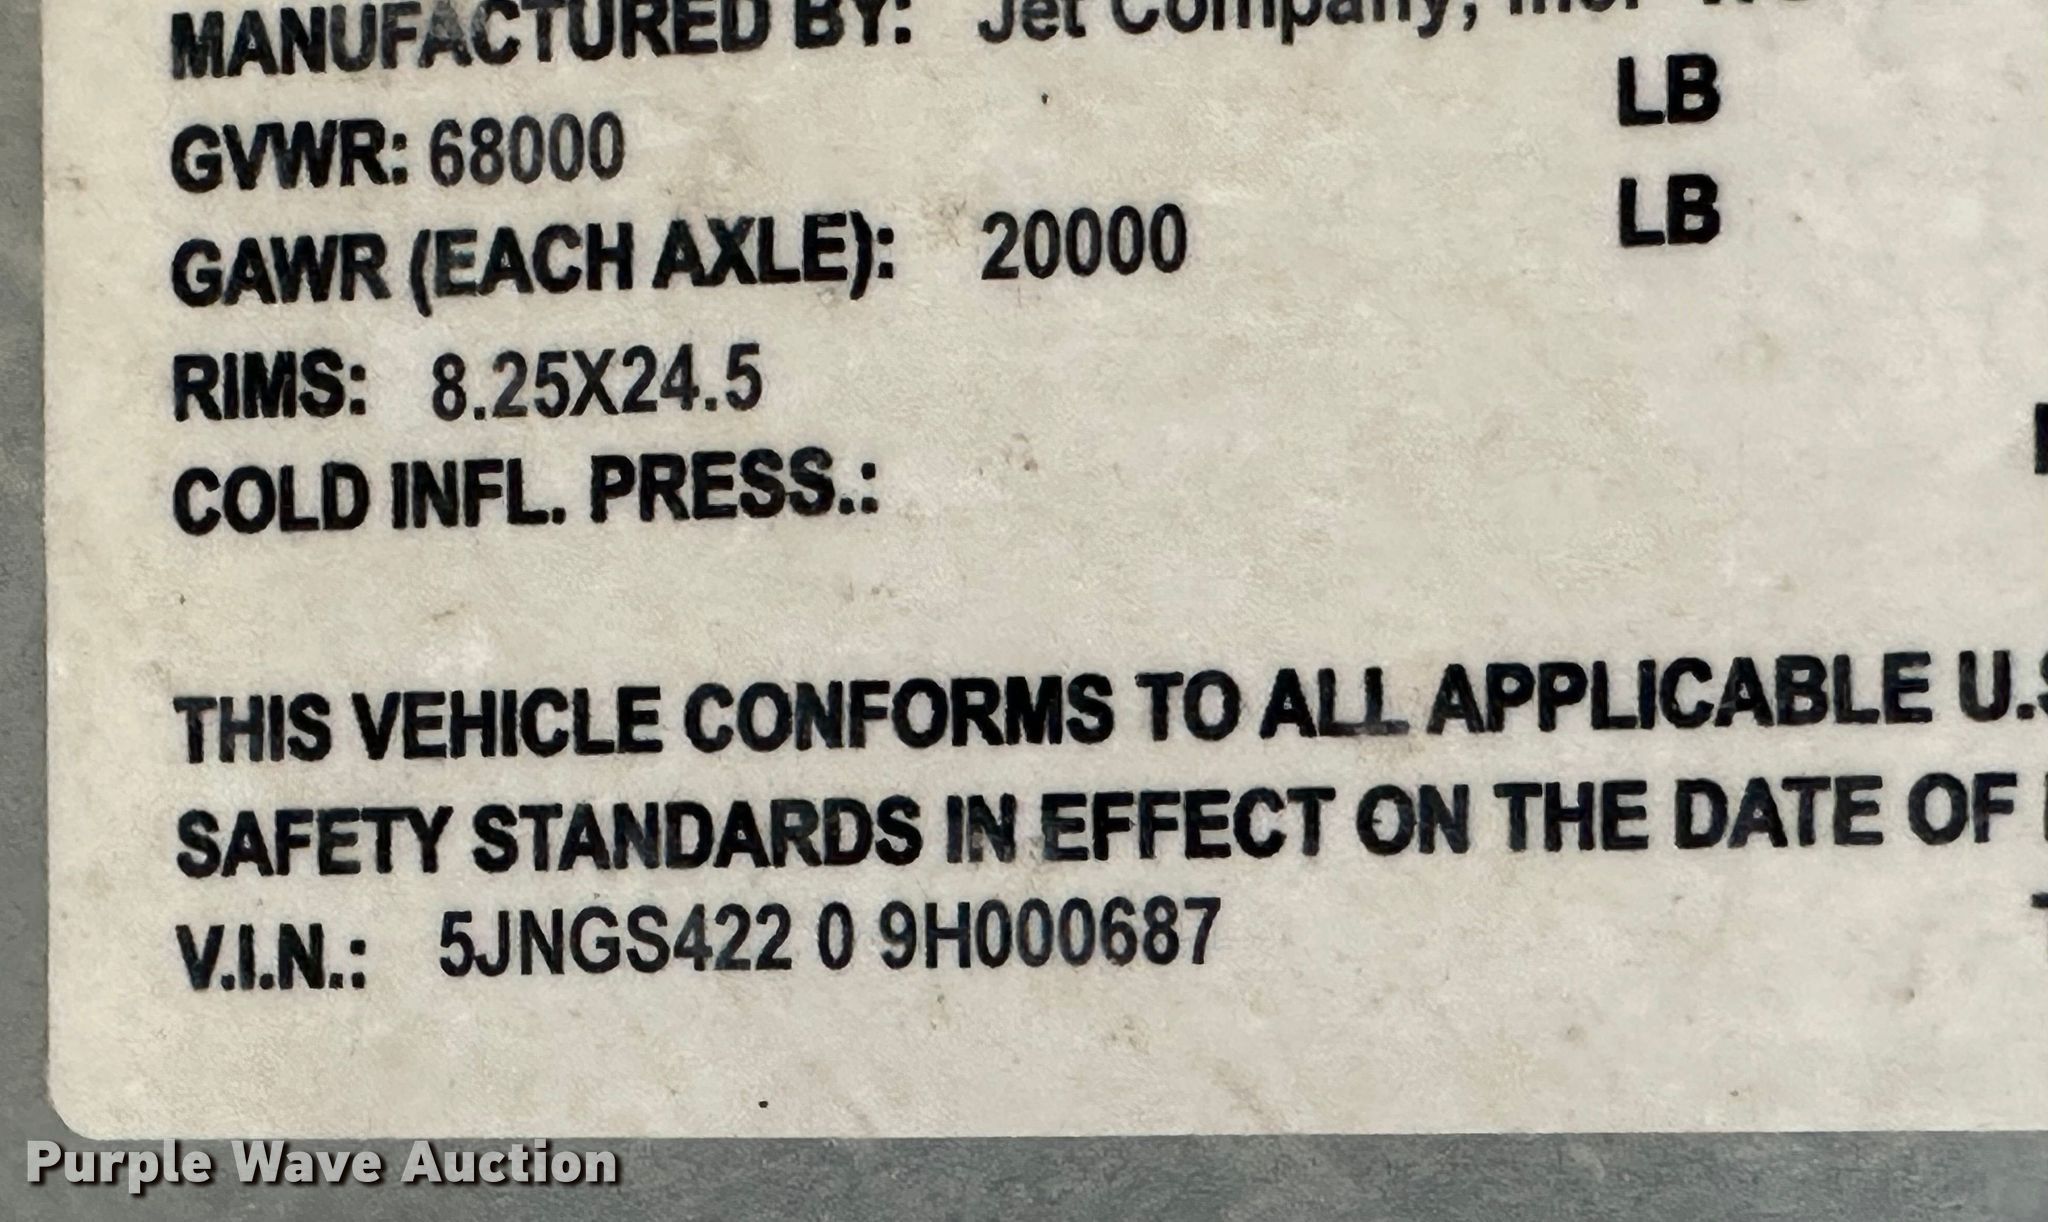 MANUFACTURED BY: Jet Company, Inc.
LB
GVWR: 68000
LB
GAWR (EACH AXLE): 20000
RIMS: 8.25X24.5
COLD INFL. PRESS.:
THIS VEHICLE CONFORMS TO ALL APPLICABLE U.S
SAFETY STANDARDS IN EFFECT ON THE DATE OF
V.I.N.: 5JNGS422 0 9H000687
Purple Wave Auction